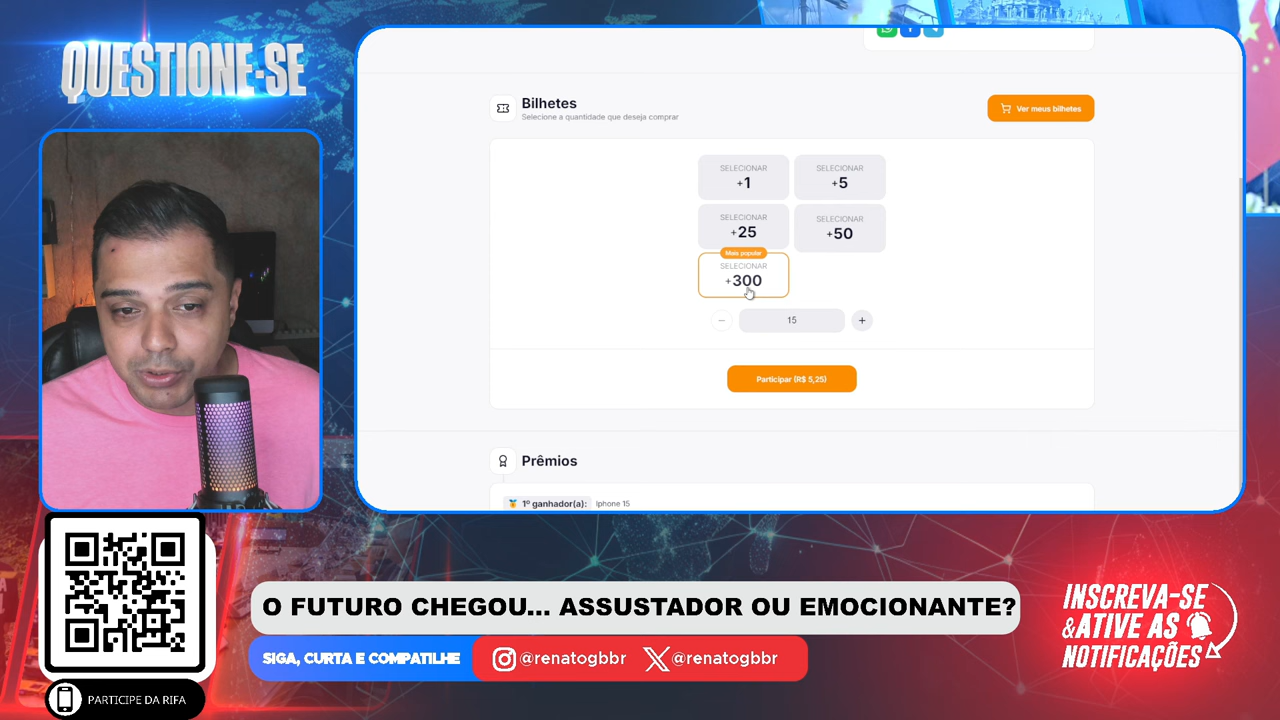 QUESTIONE-SE
Bilhetes
Selecione a quantidade que deseja comprar
Ver meus bilhetes
SELECIONAR
+1
SELECIONAR
+5
SELECIONAR
+25
SELECIONAR
+50
Mais popular
SELECIONAR
+300
15
Participar (R$ 5,25)
Prêmios
1º ganhador(a): Iphone 15
O FUTURO CHEGOU... ASSUSTADOR OU EMOCIONANTE?
SIGA, CURTA E COMPATILHE
@renatogbbr
@renatogbbr
INSCREVA-SE
&ATIVE AS
NOTIFICAÇÕES
PARTICIPE DA RIFA